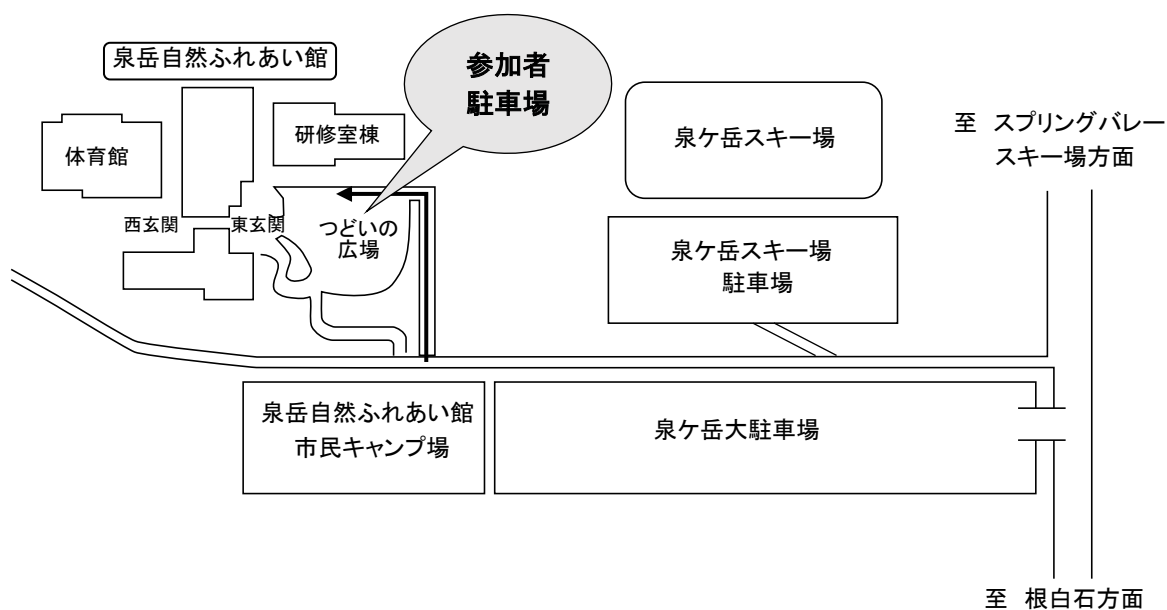 泉岳自然ふれあい館
参加者
駐車場
研修室棟
体育館
泉ケ岳スキー場
至 スプリングバレー
スキー場方面
西玄関
東玄関
つどいの
広場
泉ケ岳スキー場
駐車場
泉岳自然ふれあい館
市民キャンプ場
泉ケ岳大駐車場
至 根白石方面